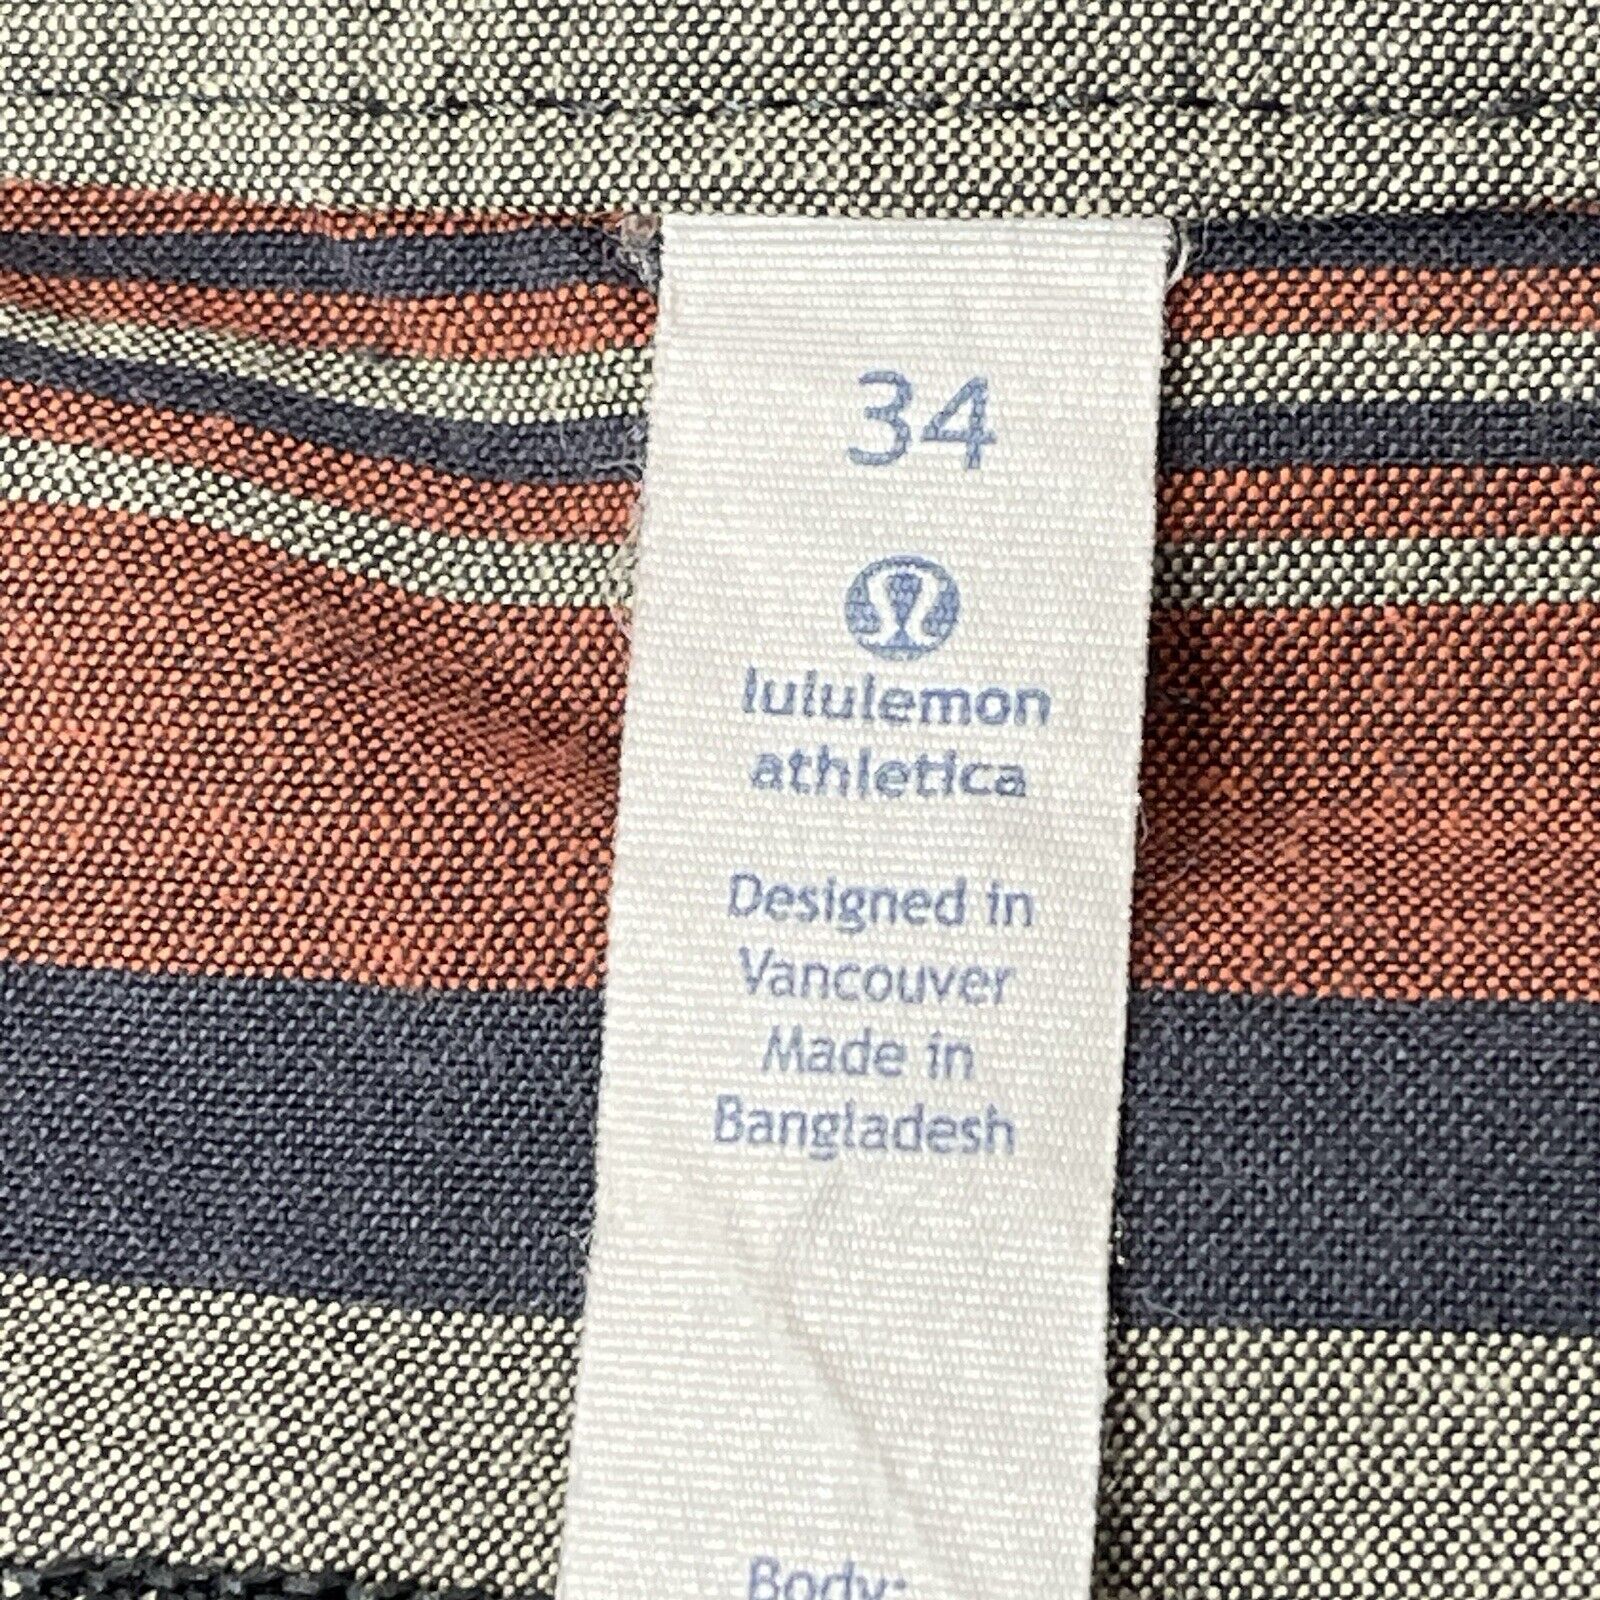 34
lululemon
athletica
Designed in
Vancouver
Made in
Bangladesh
Body: